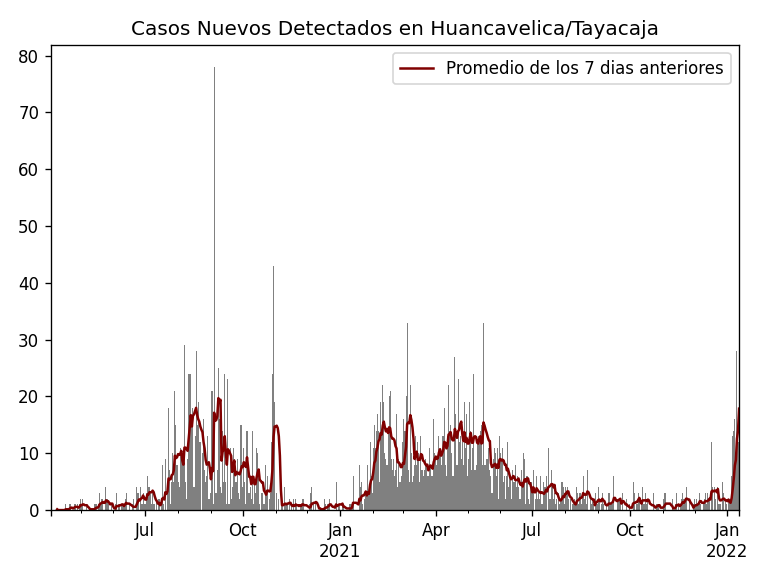 Casos Nuevos Detectados en Huancavelica/Tayacaja
Promedio de los 7 dias anteriores
80
70
60
50
40
30
20
10
0
Jul
Oct
Jan
2021
Apr
Jul
Oct
Jan
2022